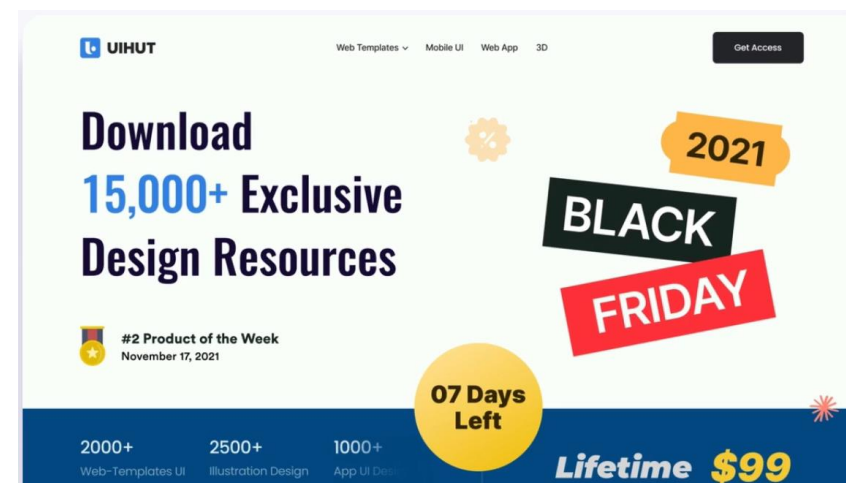 UIHUT
Web Templates Mobile UI Web App 3D
Get Access
Download
15,000+ Exclusive
Design Resources
%
2021
BLACK
FRIDAY
#2 Product of the Week
November 17, 2021
07 Days
Left
2000+ 2500+ 1000+
Web-Templates UI Illustration Design App UI
Lifetime $99